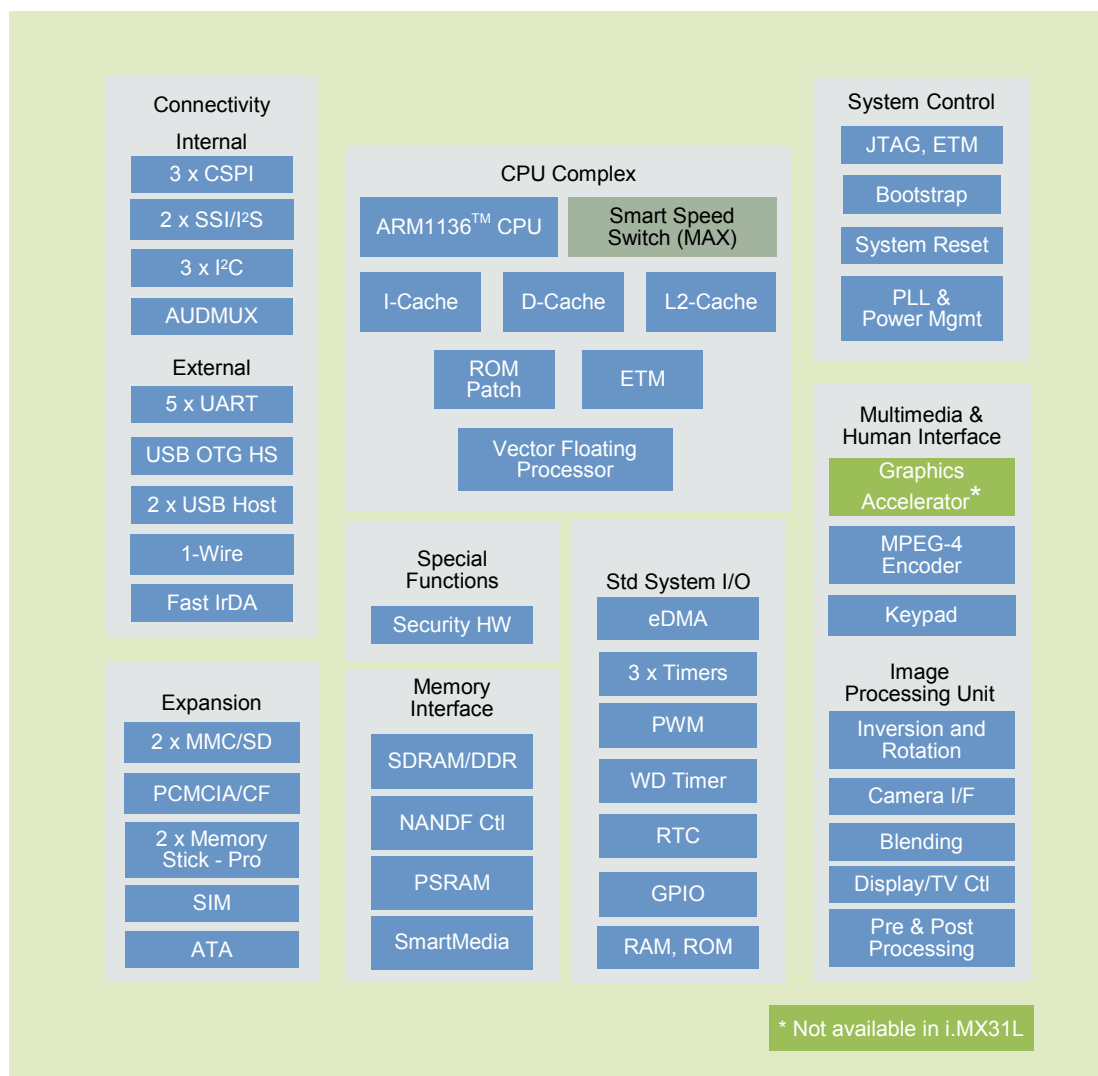 Connectivity
Internal
3 x CSPI
2 x SSI/I²S
3 x I²C
AUDMUX
External
5 x UART
USB OTG HS
2 x USB Host
1-Wire
Fast IrDA
Expansion
2 x MMC/SD
PCMCIA/CF
2 x Memory
Stick - Pro
SIM
ATA
CPU Complex
ARM1136™ CPU
Smart Speed
Switch (MAX)
I-Cache
D-Cache
L2-Cache
ROM
Patch
ETM
Vector Floating
Processor
Special
Functions
Security HW
Memory
Interface
SDRAM/DDR
NANDF Ctl
PSRAM
SmartMedia
Std System I/O
eDMA
3 x Timers
PWM
WD Timer
RTC
GPIO
RAM, ROM
System Control
JTAG, ETM
Bootstrap
System Reset
PLL &
Power Mgmt
Multimedia &
Human Interface
Graphics
Accelerator*
MPEG-4
Encoder
Keypad
Image
Processing Unit
Inversion and
Rotation
Camera I/F
Blending
Display/TV Ctl
Pre & Post
Processing
* Not available in i.MX31L